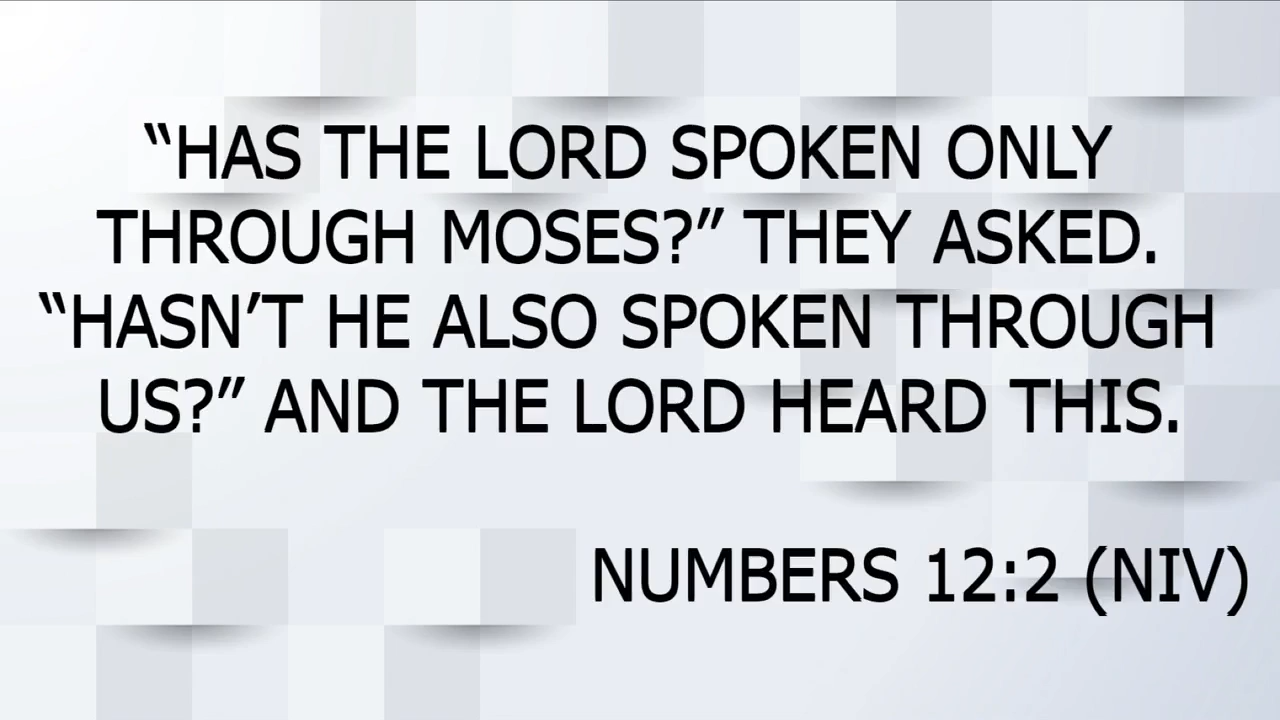 “HAS THE LORD SPOKEN ONLY
THROUGH MOSES?” THEY ASKED.
“HASN’T HE ALSO SPOKEN THROUGH
US?” AND THE LORD HEARD THIS.
NUMBERS 12:2 (NIV)